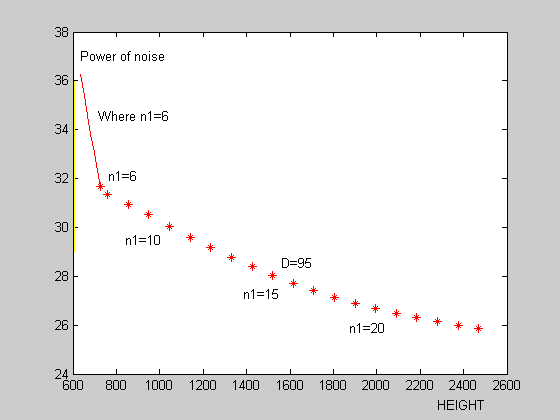 38
Power of noise
36
Where n1=6
34
32
n1=6
30
n1=10
28
D=95
n1=15
26
n1=20
24
600 800 1000 1200 1400 1600 1800 2000 2200 2400 2600
HEIGHT